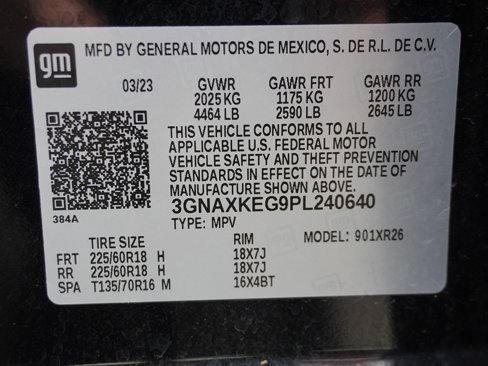 gm
MFD BY GENERAL MOTORS DE MEXICO, S. DE R.L. DE C.V.
03/23 GVWR GAWR FRT GAWR RR
2025 KG 1175 KG 1200 KG
4464 LB 2590 LB 2645 LB
THIS VEHICLE CONFORMS TO ALL
APPLICABLE U.S. FEDERAL MOTOR
VEHICLE SAFETY AND THEFT PREVENTION
STANDARDS IN EFFECT ON THE DATE OF
MANUFACTURE SHOWN ABOVE.
3GNAXKEG9PL240640
384A
TYPE: MPV
TIRE SIZE RIM MODEL: 901XR26
FRT 225/60R18 H 18X7J
RR 225/60R18 H 18X7J
SPA T135/70R16 M 16X4BT